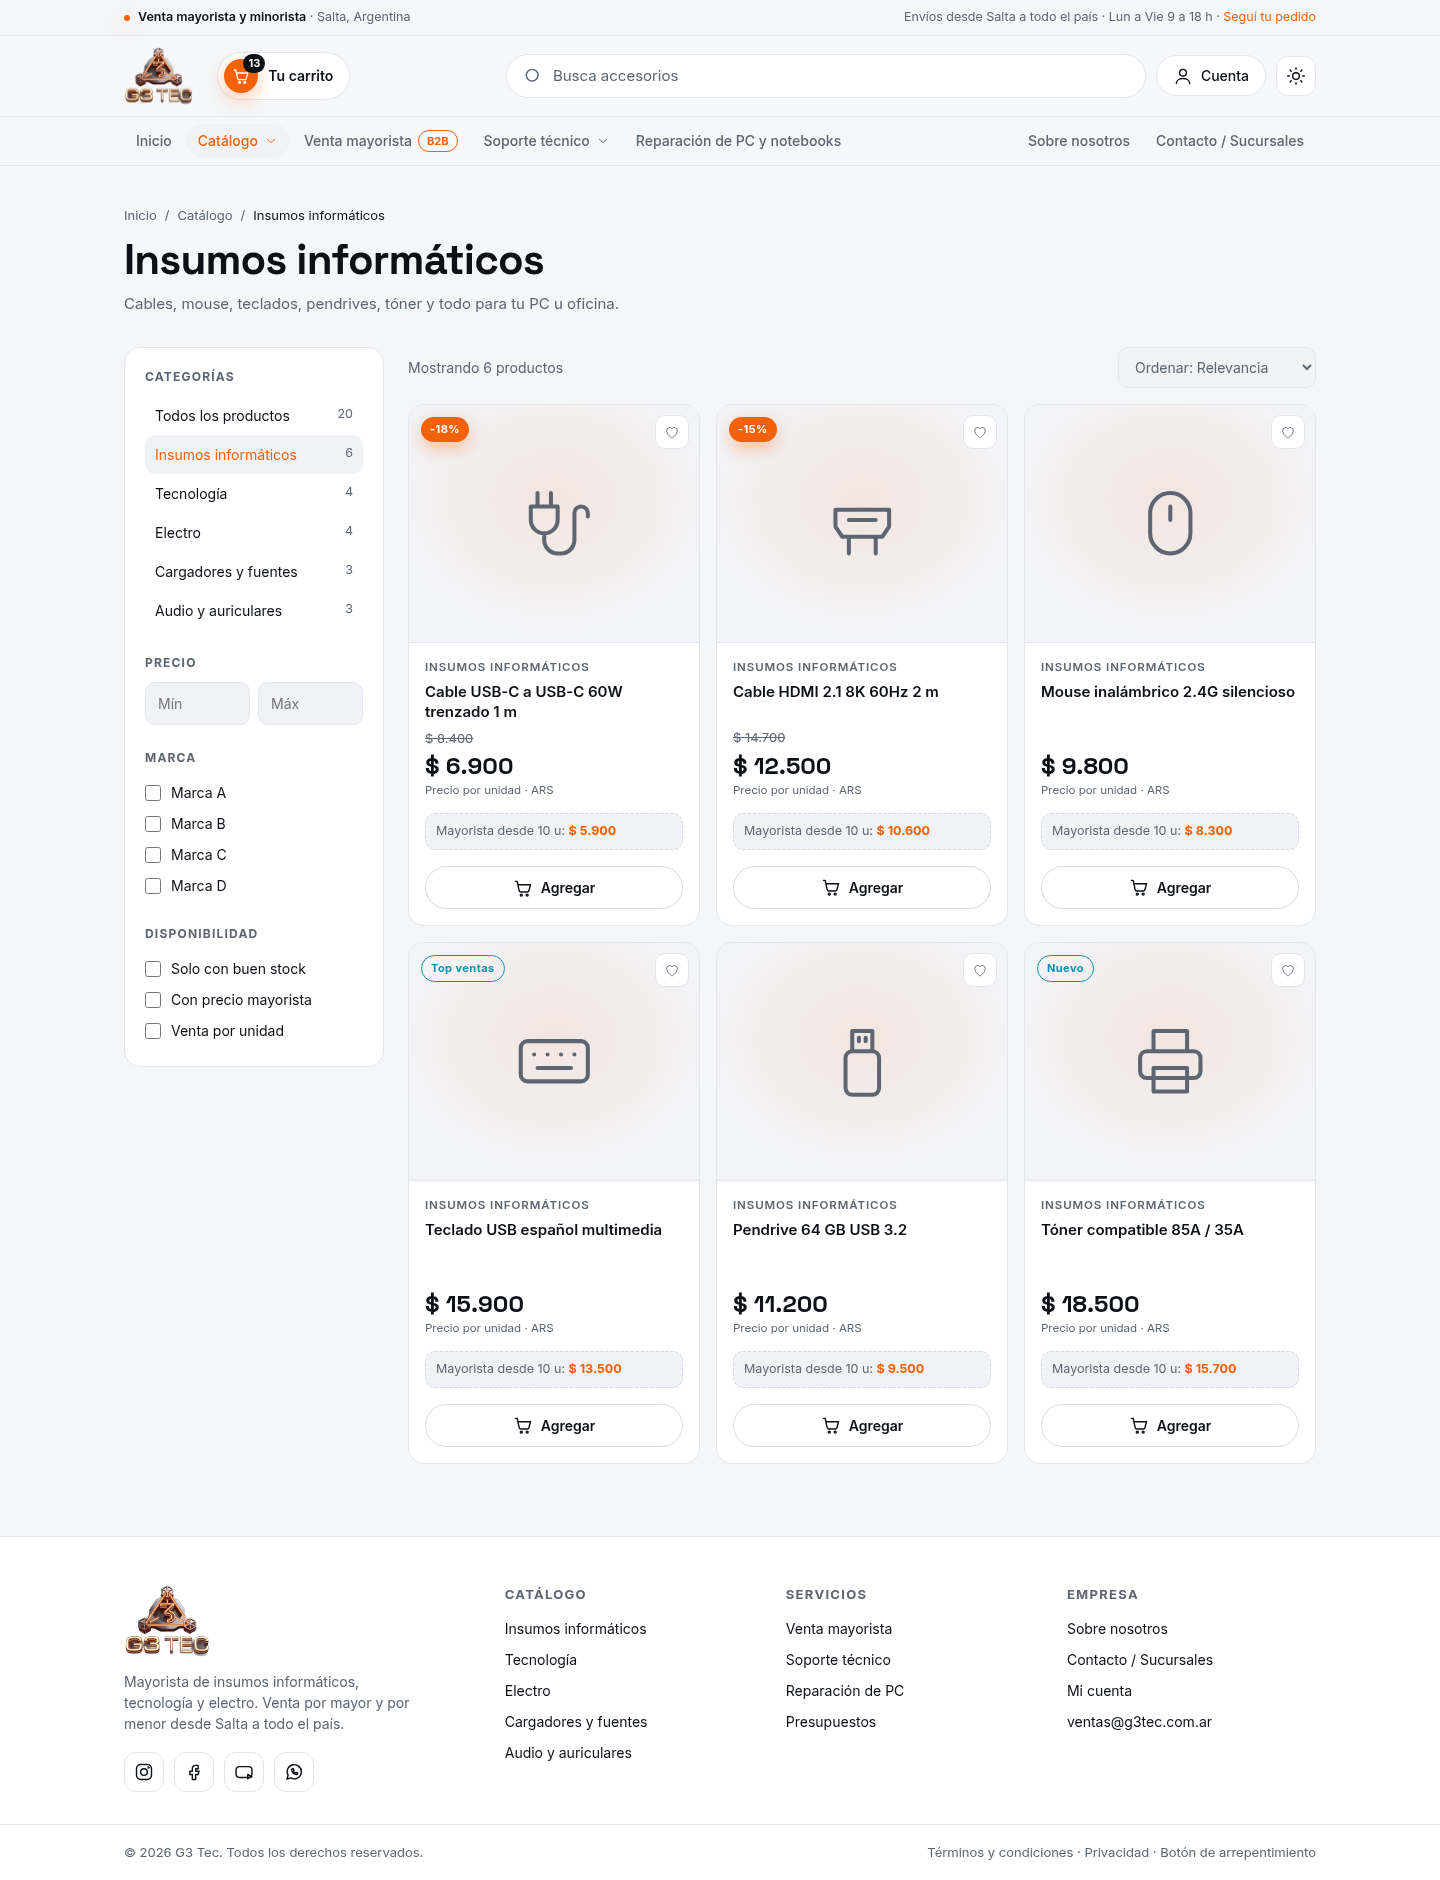 Venta mayorista y minorista · Salta, Argentina
Envíos desde Salta a todo el país · Lun a Vie 9 a 18 h · Seguí tu pedido
G3 TEC
13
Tu carrito
Busca accesorios
Cuenta
Inicio
Catálogo
Venta mayorista B2B
Soporte técnico
Reparación de PC y notebooks
Sobre nosotros
Contacto / Sucursales
Inicio / Catálogo / Insumos informáticos
Insumos informáticos
Cables, mouse, teclados, pendrives, tóner y todo para tu PC u oficina.
CATEGORÍAS
Todos los productos 20
Insumos informáticos 6
Tecnología 4
Electro 4
Cargadores y fuentes 3
Audio y auriculares 3
PRECIO
Mín
Máx
MARCA
Marca A
Marca B
Marca C
Marca D
DISPONIBILIDAD
Solo con buen stock
Con precio mayorista
Venta por unidad
Mostrando 6 productos
Ordenar: Relevancia
-18%
INSUMOS INFORMÁTICOS
Cable USB-C a USB-C 60W
trenzado 1 m
$ 8.400
$ 6.900
Precio por unidad · ARS
Mayorista desde 10 u: $ 5.900
Agregar
-15%
INSUMOS INFORMÁTICOS
Cable HDMI 2.1 8K 60Hz 2 m
$ 14.700
$ 12.500
Precio por unidad · ARS
Mayorista desde 10 u: $ 10.600
Agregar
INSUMOS INFORMÁTICOS
Mouse inalámbrico 2.4G silencioso
$ 9.800
Precio por unidad · ARS
Mayorista desde 10 u: $ 8.300
Agregar
Top ventas
INSUMOS INFORMÁTICOS
Teclado USB español multimedia
$ 15.900
Precio por unidad · ARS
Mayorista desde 10 u: $ 13.500
Agregar
INSUMOS INFORMÁTICOS
Pendrive 64 GB USB 3.2
$ 11.200
Precio por unidad · ARS
Mayorista desde 10 u: $ 9.500
Agregar
Nuevo
INSUMOS INFORMÁTICOS
Tóner compatible 85A / 35A
$ 18.500
Precio por unidad · ARS
Mayorista desde 10 u: $ 15.700
Agregar
G3 TEC
Mayorista de insumos informáticos,
tecnología y electro. Venta por mayor y por
menor desde Salta a todo el país.
CATÁLOGO
Insumos informáticos
Tecnología
Electro
Cargadores y fuentes
Audio y auriculares
SERVICIOS
Venta mayorista
Soporte técnico
Reparación de PC
Presupuestos
EMPRESA
Sobre nosotros
Contacto / Sucursales
Mi cuenta
ventas@g3tec.com.ar
© 2026 G3 Tec. Todos los derechos reservados.
Términos y condiciones · Privacidad · Botón de arrepentimiento